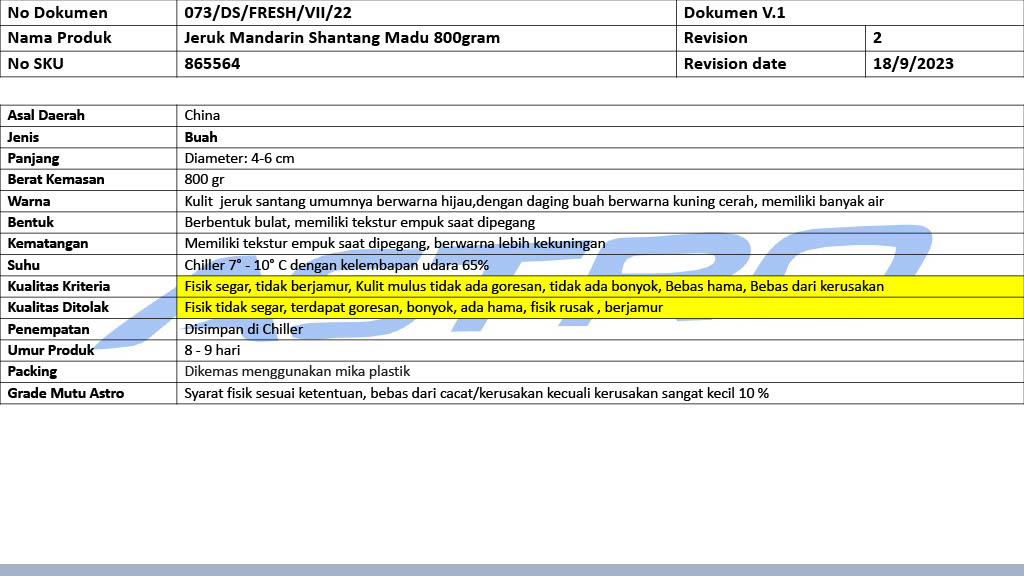 No Dokumen 073/DS/FRESH/VII/22 Dokumen V.1
Nama Produk Jeruk Mandarin Shantang Madu 800gram Revision 2
No SKU 865564 Revision date 18/9/2023
Asal Daerah China
Jenis Buah
Panjang Diameter: 4-6 cm
Berat Kemasan 800 gr
Warna Kulit  jeruk santang umumnya berwarna hijau,dengan daging buah berwarna kuning cerah, memiliki banyak air
Bentuk Berbentuk bulat, memiliki tekstur empuk saat dipegang
Kematangan Memiliki tekstur empuk saat dipegang, berwarna lebih kekuningan
Suhu Chiller 7° - 10° C dengan kelembapan udara 65%
Kualitas Kriteria Fisik segar, tidak berjamur, Kulit mulus tidak ada goresan, tidak ada bonyok, Bebas hama, Bebas dari kerusakan
Kualitas Ditolak Fisik tidak segar, terdapat goresan, bonyok, ada hama, fisik rusak , berjamur
Penempatan Disimpan di Chiller
Umur Produk 8 - 9 hari
Packing Dikemas menggunakan mika plastik
Grade Mutu Astro Syarat fisik sesuai ketentuan, bebas dari cacat/kerusakan kecuali kerusakan sangat kecil 10 %
ASTRO